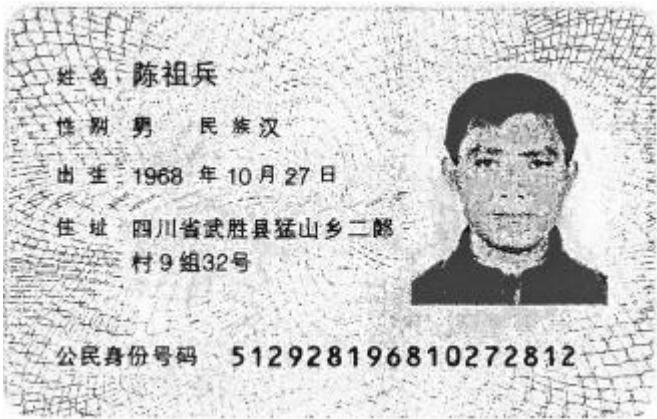 姓 名 陈祖兵
性 别 男 民 族 汉
出 生 1968 年 10 月 27 日
住 址 四川省武胜县猛山乡二郎
村 9 组32号
公民身份号码 512928196810272812